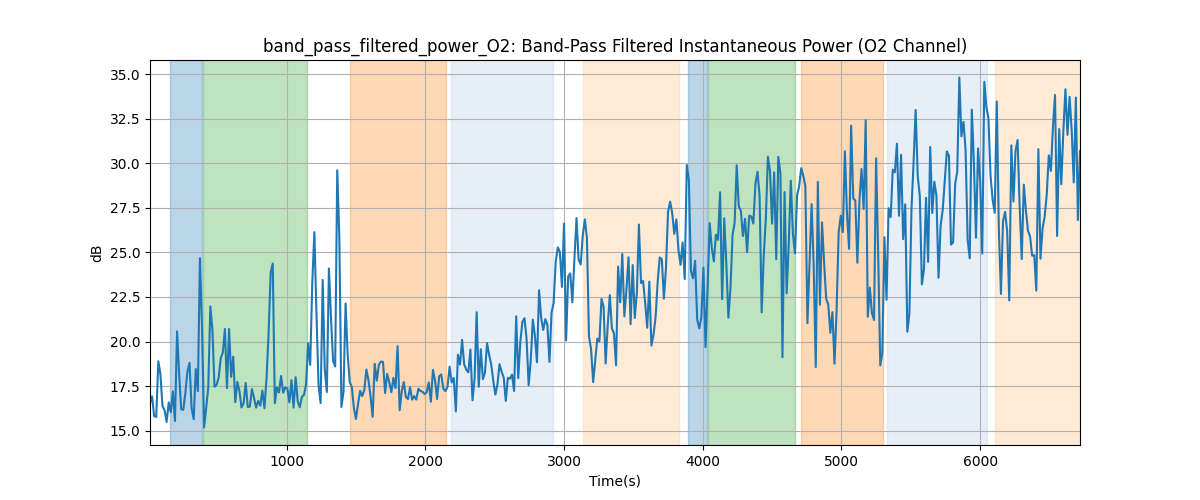 band_pass_filtered_power_O2: Band-Pass Filtered Instantaneous Power (O2 Channel)
35.0
32.5
30.0
27.5
25.0
22.5
20.0
17.5
15.0
dB
1000 2000 3000 4000 5000 6000
Time(s)